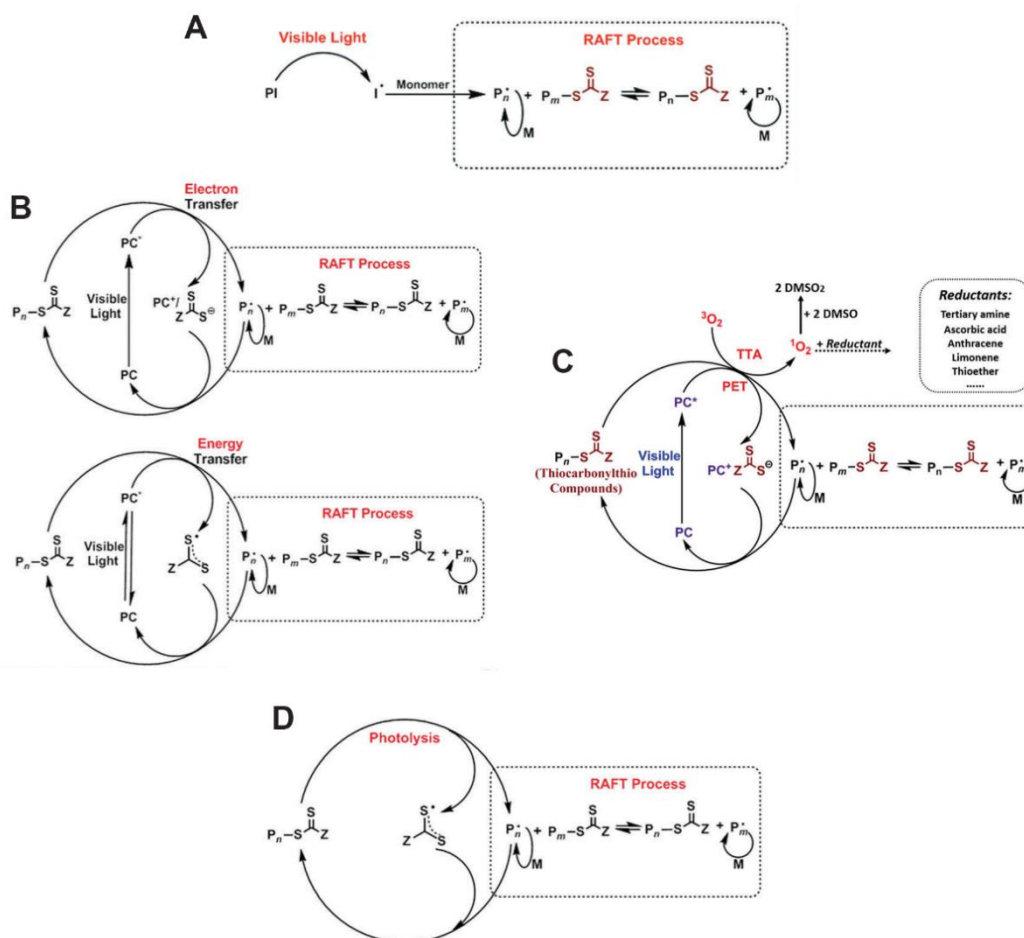 A
Visible Light
PI
I•
Monomer
RAFT Process
Pn• + Pm—S S Z ⇌ Pn—S S Z + Pm•
M
M
B
Electron
Transfer
PC*
Visible
Light
PC
Pn—S S Z
PC+/ S Z S⊖
RAFT Process
Pn• + Pm—S S Z ⇌ Pn—S S Z + Pm•
M
M
Energy
Transfer
PC*
Visible
Light
PC
Pn—S S Z
S• Z S
RAFT Process
Pn• + Pm—S S Z ⇌ Pn—S S Z + Pm•
M
M
C
2 DMSO2
+ 2 DMSO
3O2
1O2
+ Reductant
Reductants:
Tertiary amine
Ascorbic acid
Anthracene
Limonene
Thioether
......
TTA
PET
PC*
Visible
Light
PC
Pn—S S Z
(Thiocarbonylthio
Compounds)
PC+ S Z S⊖
Pn• + Pm—S S Z ⇌ Pn—S S Z + Pn•
M
M
D
Photolysis
Pn—S S Z
S• Z S
RAFT Process
Pn• + Pm—S S Z ⇌ Pn—S S Z + Pm•
M
M